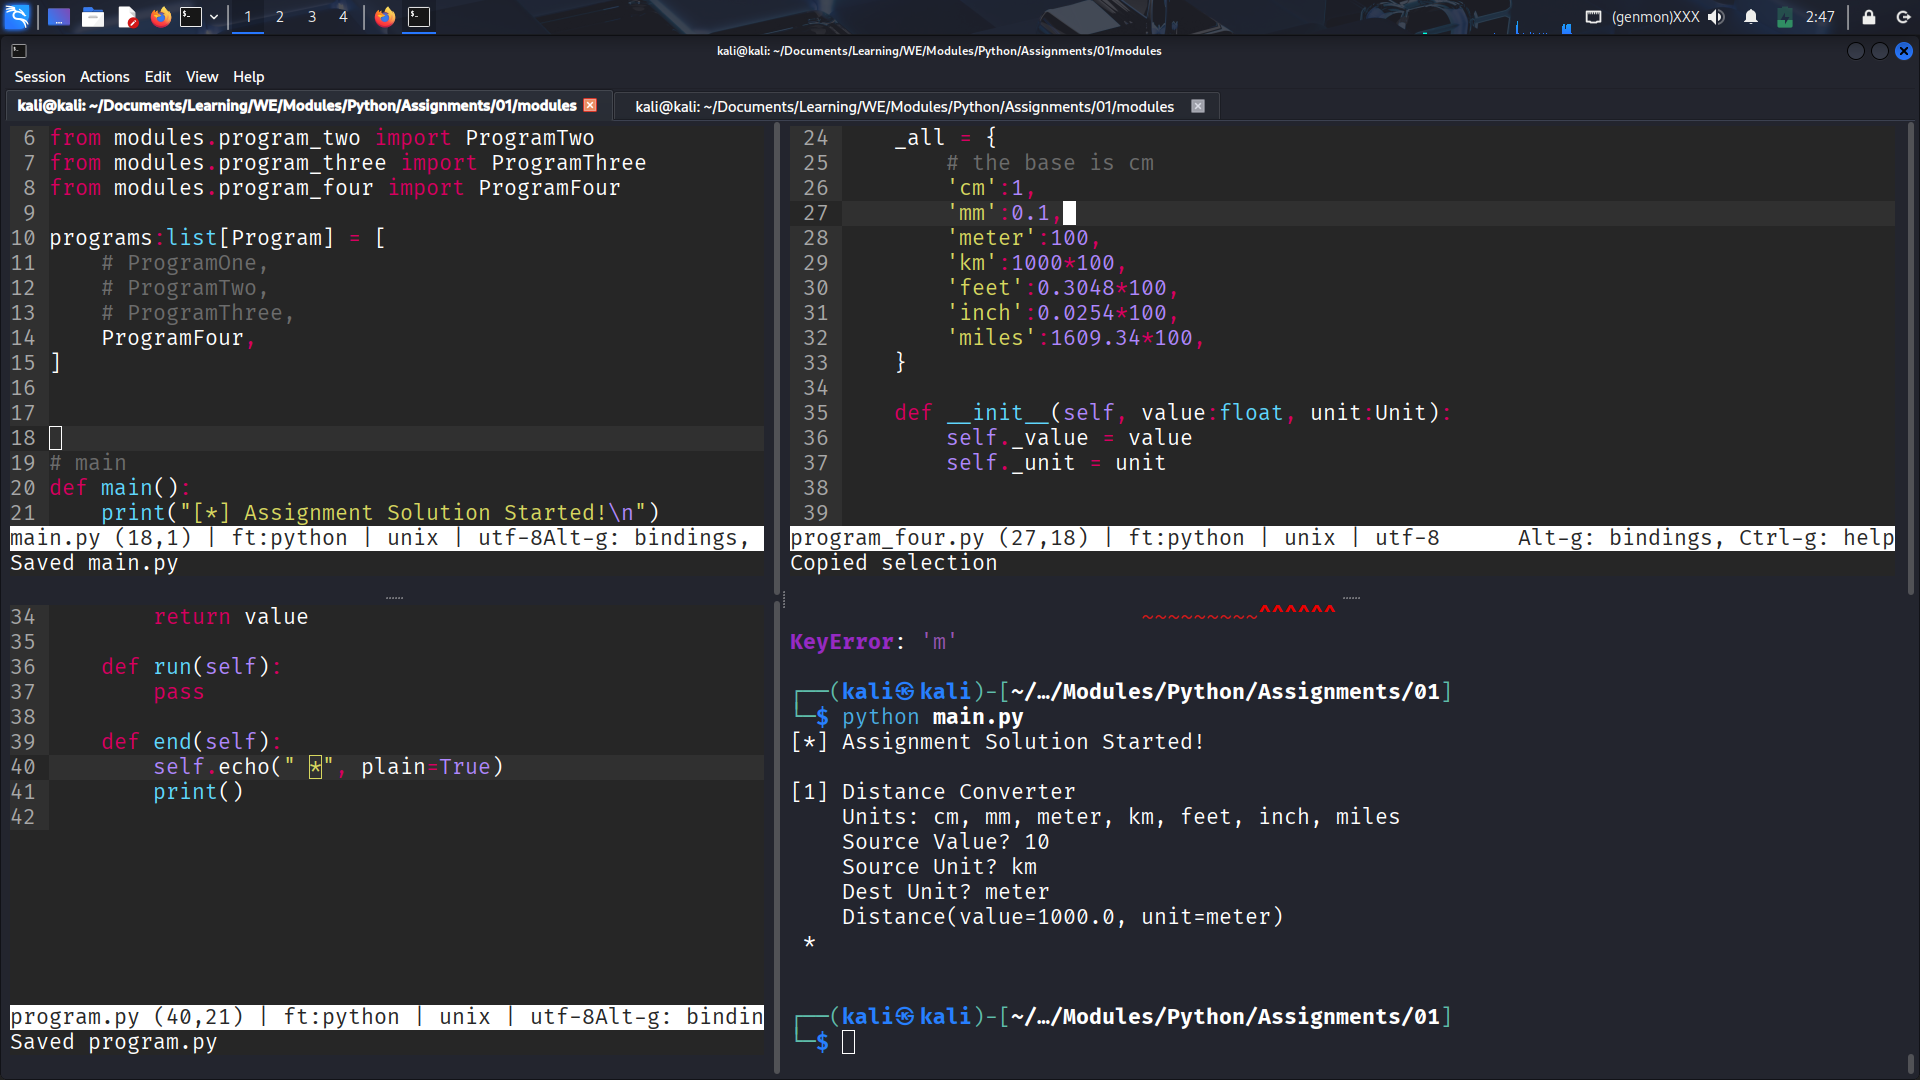 1 2 3 4
(genmon)XXX 2:47
kali@kali: ~/Documents/Learning/WE/Modules/Python/Assignments/01/modules
Session Actions Edit View Help
kali@kali: ~/Documents/Learning/WE/Modules/Python/Assignments/01/modules
kali@kali: ~/Documents/Learning/WE/Modules/Python/Assignments/01/modules
6 from modules.program_two import ProgramTwo
7 from modules.program_three import ProgramThree
8 from modules.program_four import ProgramFour
9
10 programs:list[Program] = [
11     # ProgramOne,
12     # ProgramTwo,
13     # ProgramThree,
14     ProgramFour,
15 ]
16
17
18
19 # main
20 def main():
21     print("[*] Assignment Solution Started!\n")
main.py (18,1) | ft:python | unix | utf-8Alt-g: bindings,
Saved main.py
24     _all = {
25         # the base is cm
26         'cm':1,
27         'mm':0.1,
28         'meter':100,
29         'km':1000*100,
30         'feet':0.3048*100,
31         'inch':0.0254*100,
32         'miles':1609.34*100,
33     }
34
35     def __init__(self, value:float, unit:Unit):
36         self._value = value
37         self._unit = unit
38
39
program_four.py (27,18) | ft:python | unix | utf-8 Alt-g: bindings, Ctrl-g: help
Copied selection
34         return value
35
36     def run(self):
37         pass
38
39     def end(self):
40         self.echo(" *", plain=True)
41         print()
42
program.py (40,21) | ft:python | unix | utf-8Alt-g: bindin
Saved program.py
~~~~~~~~~^^^^^^
KeyError: 'm'
┌──(kali㉿kali)-[~/…/Modules/Python/Assignments/01]
└─$ python main.py
[*] Assignment Solution Started!
[1] Distance Converter
    Units: cm, mm, meter, km, feet, inch, miles
    Source Value? 10
    Source Unit? km
    Dest Unit? meter
    Distance(value=1000.0, unit=meter)
 *
┌──(kali㉿kali)-[~/…/Modules/Python/Assignments/01]
└─$